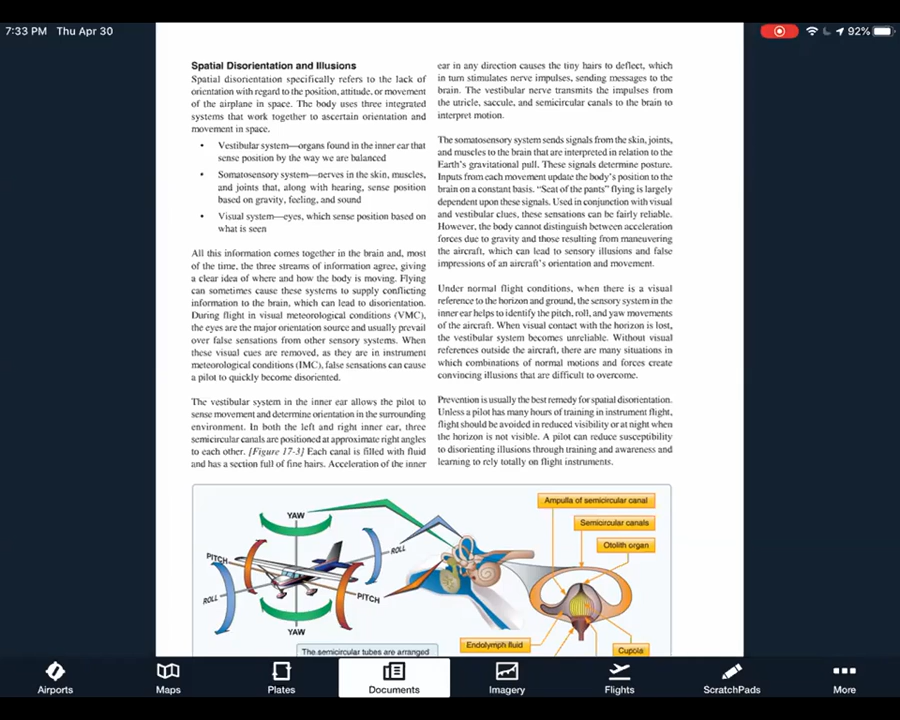 7:33 PM Thu Apr 30
92%
Spatial Disorientation and Illusions
Spatial disorientation specifically refers to the lack of
orientation with regard to the position, attitude, or movement
of the airplane in space. The body uses three integrated
systems that work together to ascertain orientation and
movement in space.
• Vestibular system—organs found in the inner ear that
sense position by the way we are balanced
• Somatosensory system—nerves in the skin, muscles,
and joints that, along with hearing, sense position
based on gravity, feeling, and sound
• Visual system—eyes, which sense position based on
what is seen
All this information comes together in the brain and, most
of the time, the three streams of information agree, giving
a clear idea of where and how the body is moving. Flying
can sometimes cause these systems to supply conflicting
information to the brain, which can lead to disorientation.
During flight in visual meteorological conditions (VMC),
the eyes are the major orientation source and usually prevail
over false sensations from other sensory systems. When
these visual cues are removed, as they are in instrument
meteorological conditions (IMC), false sensations can cause
a pilot to quickly become disoriented.
The vestibular system in the inner ear allows the pilot to
sense movement and determine orientation in the surrounding
environment. In both the left and right inner ear, three
semicircular canals are positioned at approximate right angles
to each other. [Figure 17-3] Each canal is filled with fluid
and has a section full of fine hairs. Acceleration of the inner
ear in any direction causes the tiny hairs to deflect, which
in turn stimulates nerve impulses, sending messages to the
brain. The vestibular nerve transmits the impulses from
the utricle, saccule, and semicircular canals to the brain to
interpret motion.
The somatosensory system sends signals from the skin, joints,
and muscles to the brain that are interpreted in relation to the
Earth's gravitational pull. These signals determine posture.
Inputs from each movement update the body's position to the
brain on a constant basis. "Seat of the pants" flying is largely
dependent upon these signals. Used in conjunction with visual
and vestibular clues, these sensations can be fairly reliable.
However, the body cannot distinguish between acceleration
forces due to gravity and those resulting from maneuvering
the aircraft, which can lead to sensory illusions and false
impressions of an aircraft's orientation and movement.
Under normal flight conditions, when there is a visual
reference to the horizon and ground, the sensory system in the
inner ear helps to identify the pitch, roll, and yaw movements
of the aircraft. When visual contact with the horizon is lost,
the vestibular system becomes unreliable. Without visual
references outside the aircraft, there are many situations in
which combinations of normal motions and forces create
convincing illusions that are difficult to overcome.
Prevention is usually the best remedy for spatial disorientation.
Unless a pilot has many hours of training in instrument flight,
flight should be avoided in reduced visibility or at night when
the horizon is not visible. A pilot can reduce susceptibility
to disorienting illusions through training and awareness and
learning to rely totally on flight instruments.
YAW
PITCH
ROLL
ROLL
PITCH
YAW
The semicircular tubes are arranged
Ampulla of semicircular canal
Semicircular canals
Otolith organ
Endolymph fluid
Cupola
Airports
Maps
Plates
Documents
Imagery
Flights
ScratchPads
More